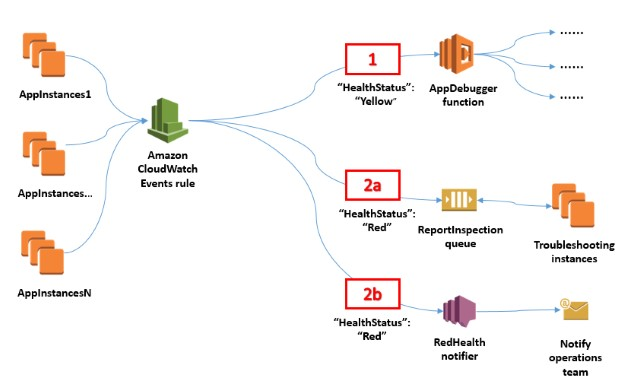 AppInstances1
AppInstances...
AppInstancesN
Amazon
CloudWatch
Events rule
1
“HealthStatus”:
“Yellow”
AppDebugger
function
......
......
......
2a
“HealthStatus”:
“Red”
ReportInspection
queue
Troubleshooting
instances
2b
“HealthStatus”:
“Red”
RedHealth
notifier
@
Notify
operations
team